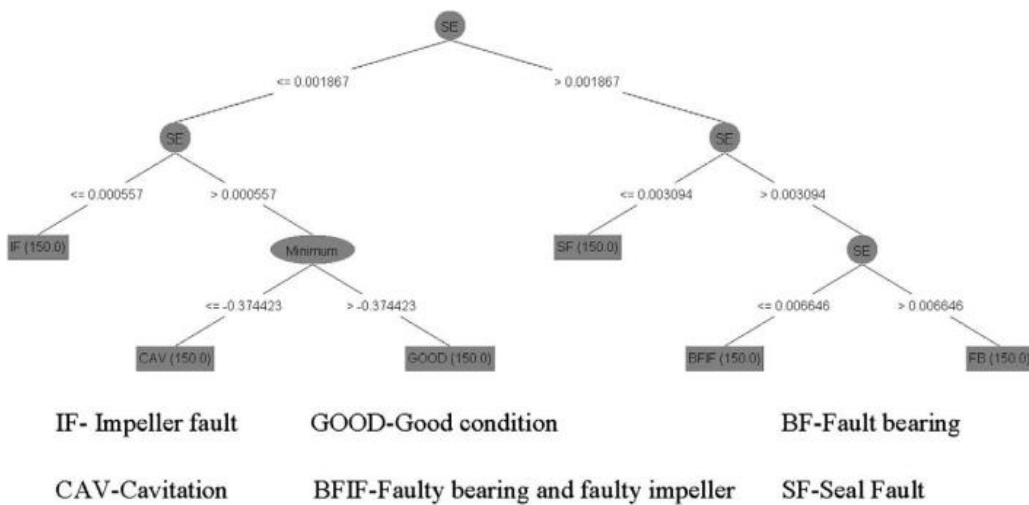 SE
<= 0.001867 > 0.001867
SE SE
<= 0.000557 > 0.000557 <= 0.003094 > 0.003094
IF (150.0) Minimum SF (150.0) SE
<= -0.374423 > -0.374423 <= 0.006646 > 0.006646
CAV (150.0) GOOD (150.0) BFIF (150.0) FB (150.0)
IF- Impeller fault GOOD-Good condition BF-Fault bearing
CAV-Cavitation BFIF-Faulty bearing and faulty impeller SF-Seal Fault